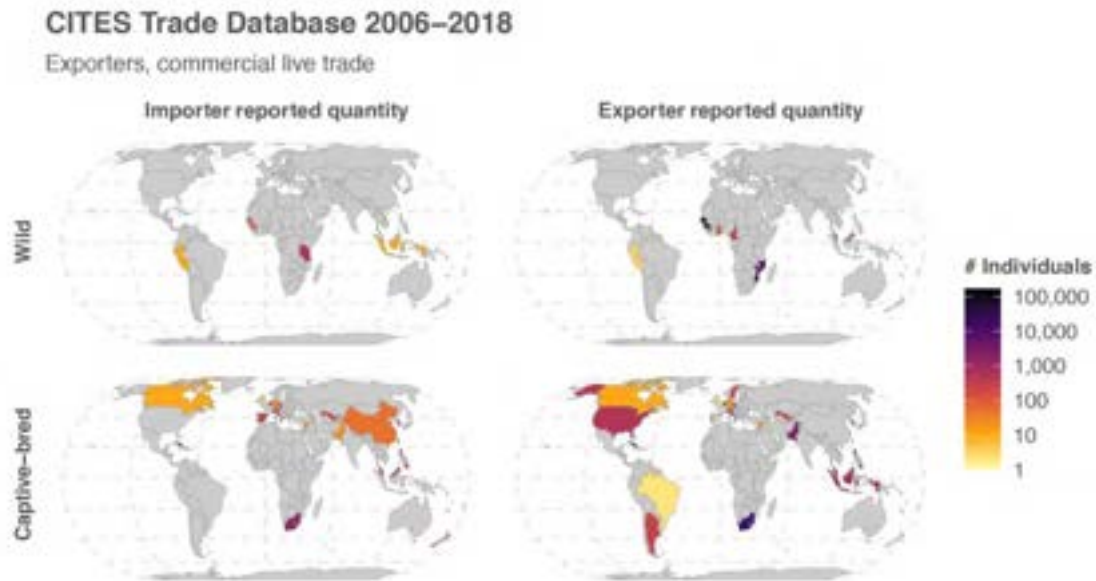 CITES Trade Database 2006–2018
Exporters, commercial live trade
Importer reported quantity
Exporter reported quantity
Wild
Captive–bred
# Individuals
100,000
10,000
1,000
100
10
1